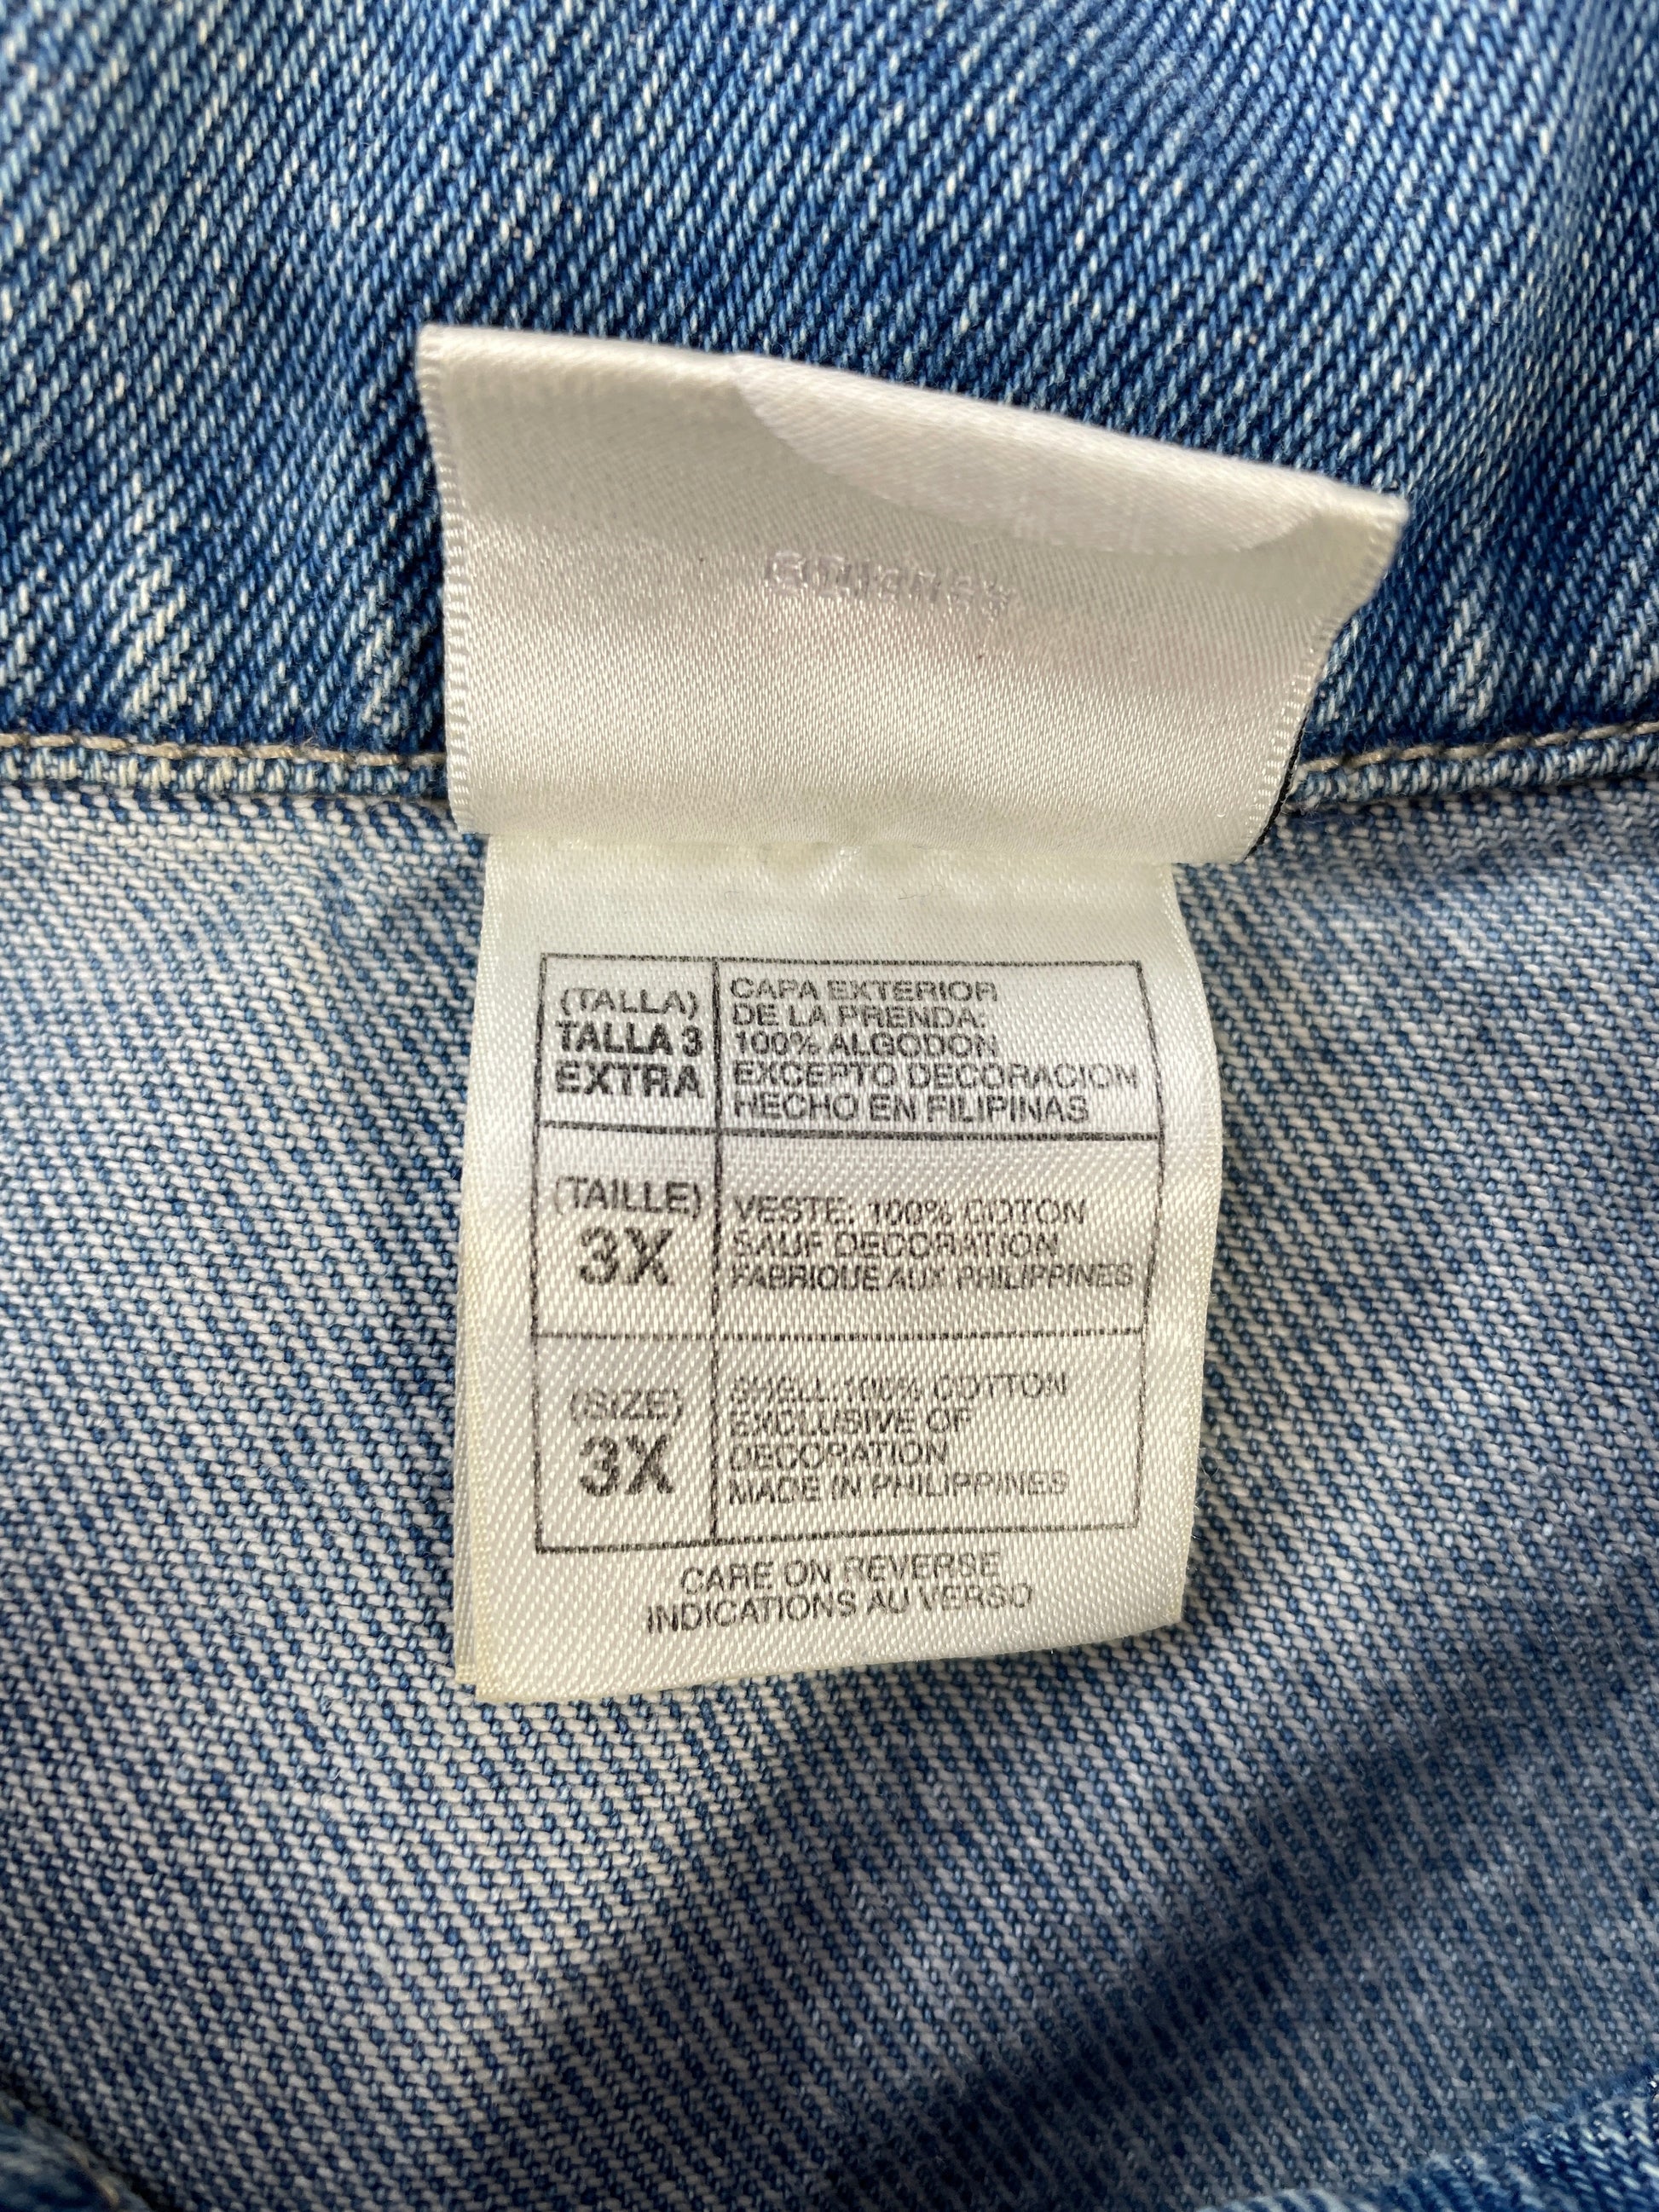 (TALLA)
TALLA 3
EXTRA
CAPA EXTERIOR
DE LA PRENDA:
100% ALGODON
EXCEPTO DECORACION
HECHO EN FILIPINAS
(TAILLE)
3X
VESTE: 100% COTON
SAUF DECORATION
FABRIQUE AUX PHILIPPINES
(SIZE)
3X
SHELL: 100% COTTON
EXCLUSIVE OF
DECORATION
MADE IN PHILIPPINES
CARE ON REVERSE
INDICATIONS AU VERSO